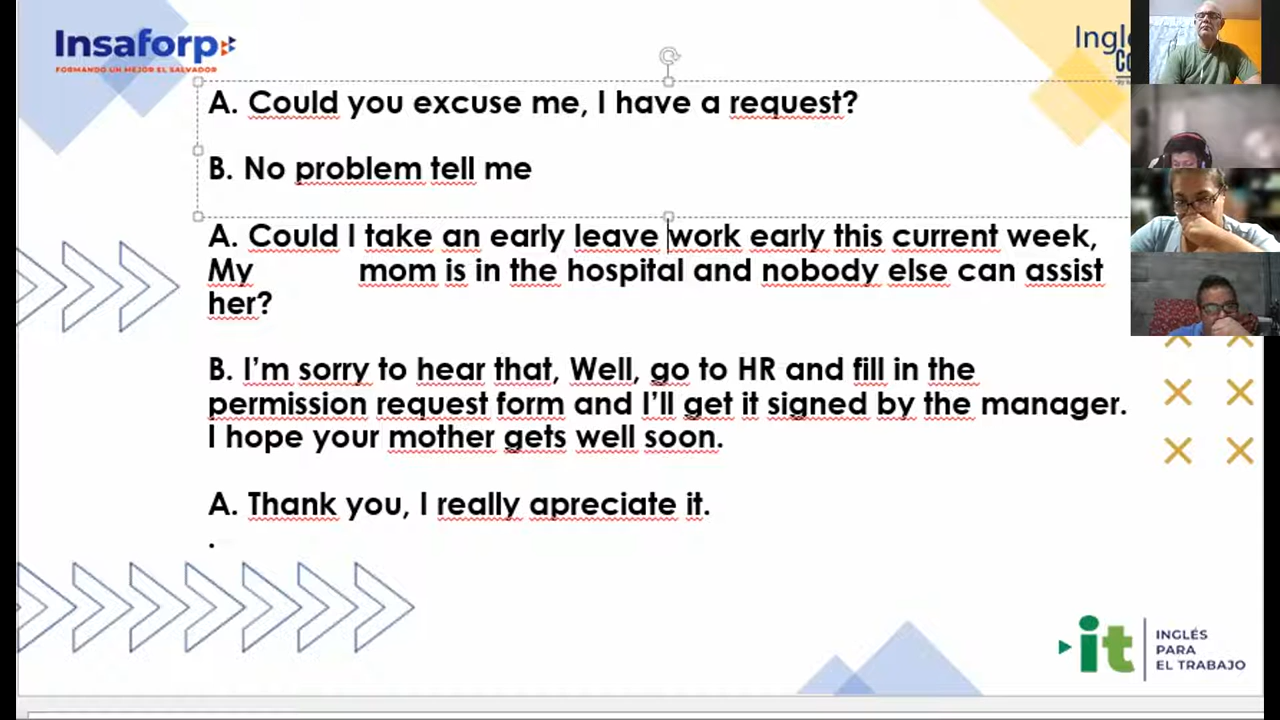 Insaforp
FORMANDO UN MEJOR EL SALVADOR
A. Could you excuse me, I have a request?
B. No problem tell me
A. Could I take an early leave work early this current week,
My mom is in the hospital and nobody else can assist
her?
B. I’m sorry to hear that, Well, go to HR and fill in the
permission request form and I’ll get it signed by the manager.
I hope your mother gets well soon.
A. Thank you, I really apreciate it.
.
it
INGLÉS
PARA
EL TRABAJO